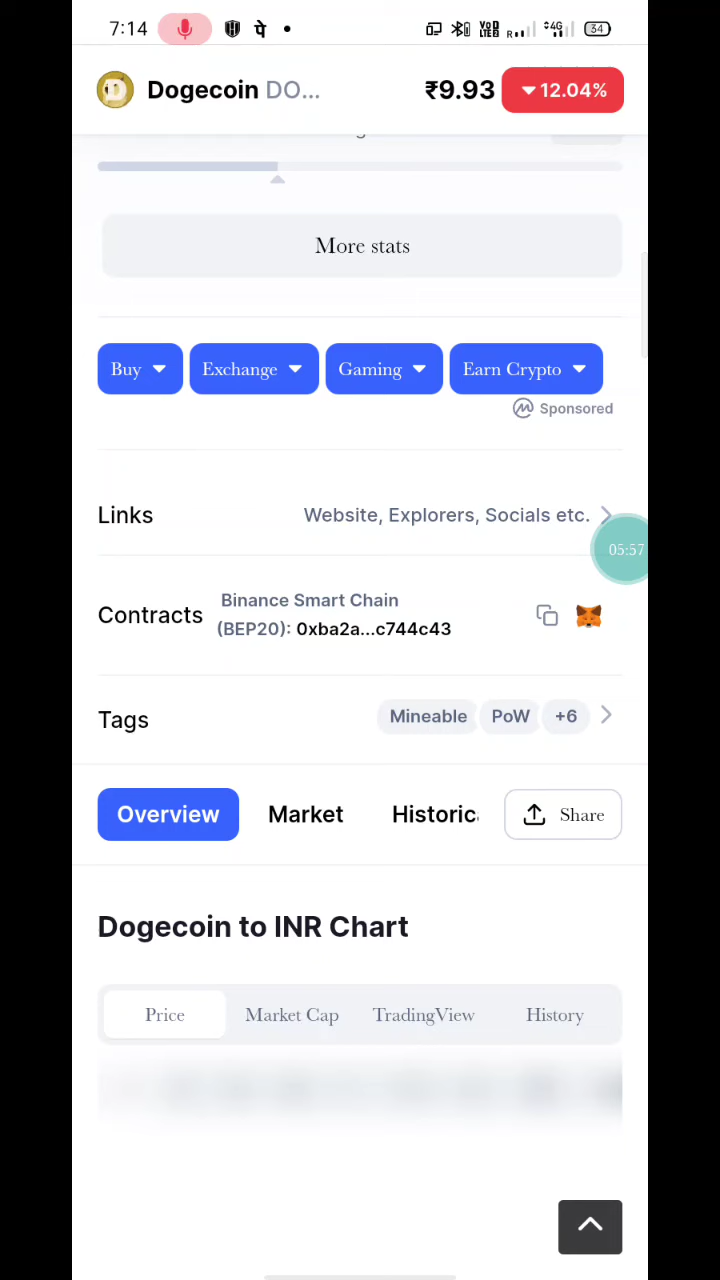 7:14 पे 4G 34
Dogecoin DO... ₹9.93 12.04%
More stats
Buy Exchange Gaming Earn Crypto
Sponsored
Links Website, Explorers, Socials etc.
05:57
Contracts Binance Smart Chain
(BEP20): 0xba2a...c744c43
Tags Mineable PoW +6
Overview Market Historic Share
Dogecoin to INR Chart
Price Market Cap TradingView History